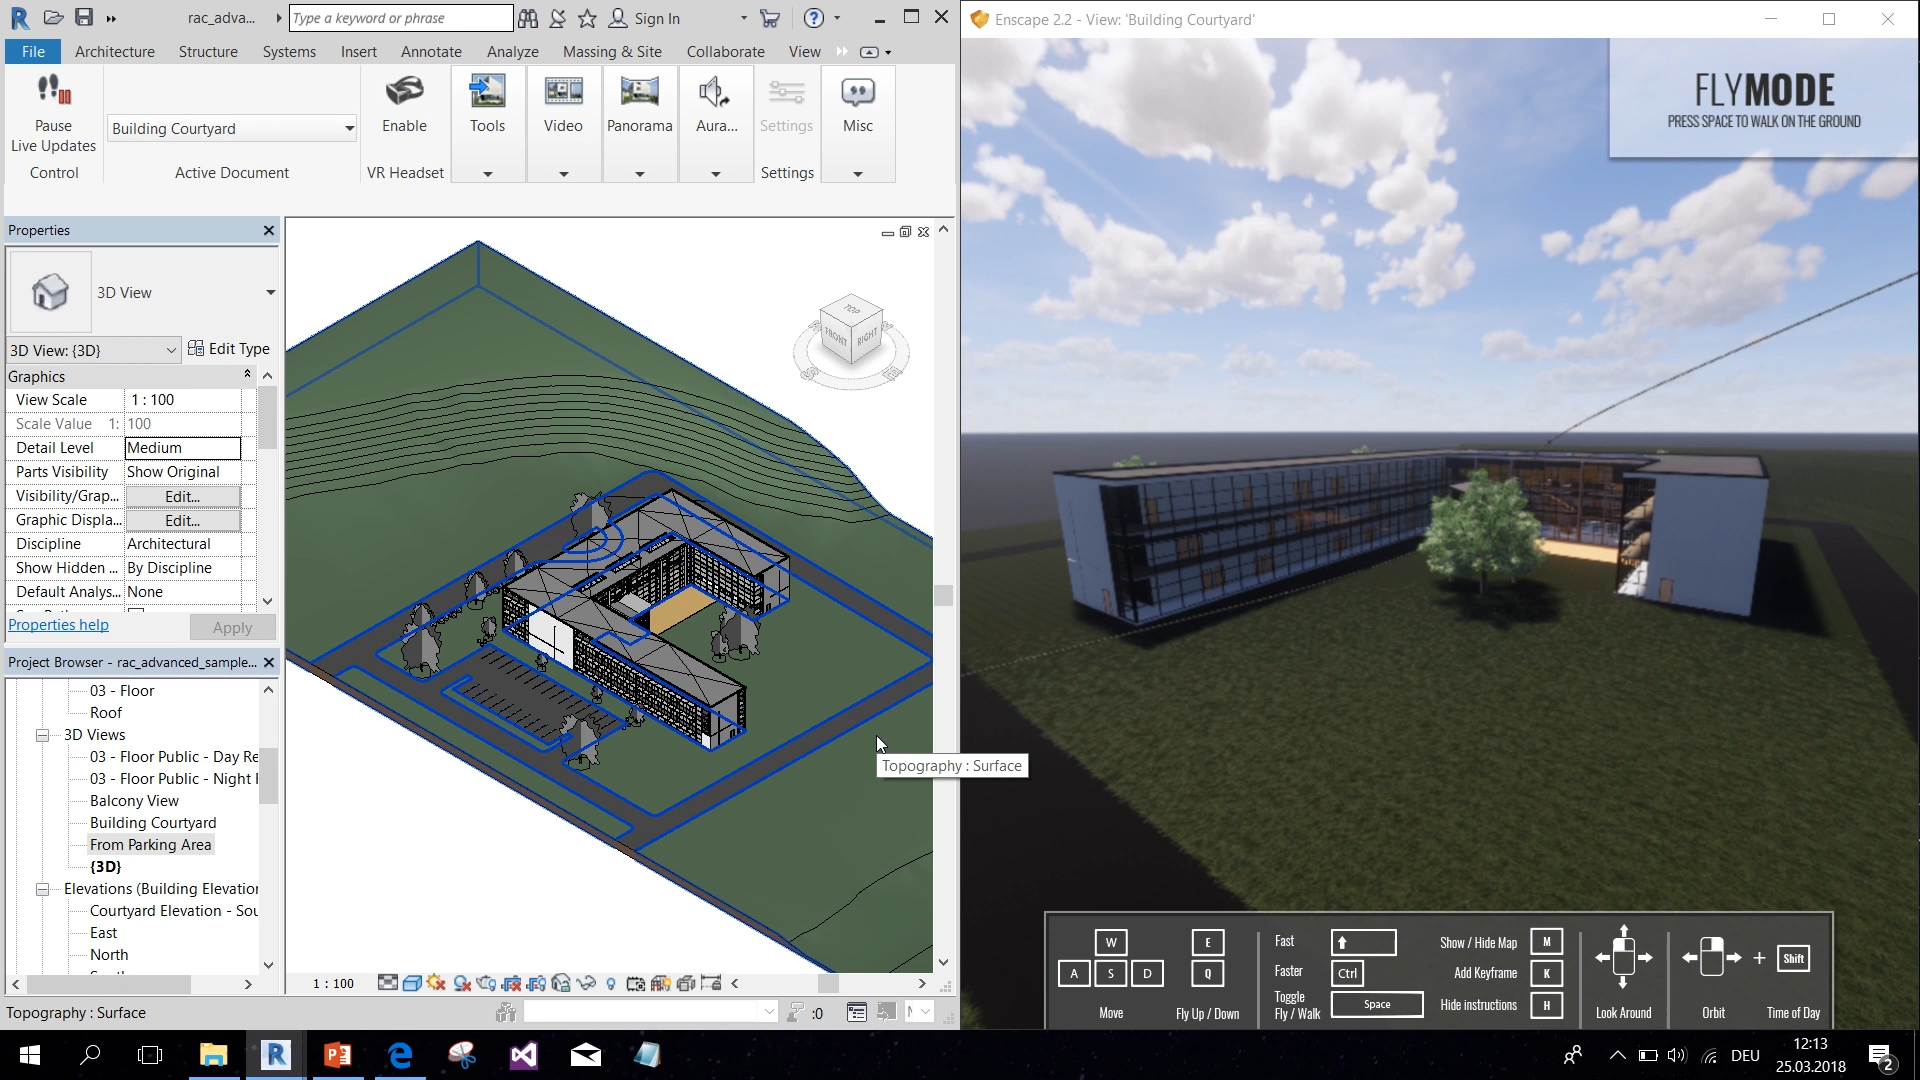 rac_adva...
Type a keyword or phrase
Sign In
File
Architecture
Structure
Systems
Insert
Annotate
Analyze
Massing & Site
Collaborate
View
Pause
Live Updates
Control
Building Courtyard
Active Document
Enable
VR Headset
Tools
Video
Panorama
Aura...
Settings
Settings
Misc
Properties
3D View
3D View: {3D}
Edit Type
Graphics
View Scale
1 : 100
Scale Value 1:
100
Detail Level
Medium
Parts Visibility
Show Original
Visibility/Grap...
Edit...
Graphic Displa...
Edit...
Discipline
Architectural
Show Hidden ...
By Discipline
Default Analys...
None
Properties help
Apply
Project Browser - rac_advanced_sample...
03 - Floor
Roof
3D Views
03 - Floor Public - Day Re
03 - Floor Public - Night
Balcony View
Building Courtyard
From Parking Area
{3D}
Elevations (Building Elevation
Courtyard Elevation - Sou
East
North
TOP
FRONT
RIGHT
Topography : Surface
1 : 100
Topography : Surface
:0
Enscape 2.2 - View: 'Building Courtyard'
FLYMODE
PRESS SPACE TO WALK ON THE GROUND
W
A S D
Move
E
Q
Fly Up / Down
Fast
Faster
Ctrl
Toggle
Fly / Walk
Space
Show / Hide Map
M
Add Keyframe
K
Hide instructions
H
Look Around
Orbit
+
Shift
Time of Day
DEU
12:13
25.03.2018
2